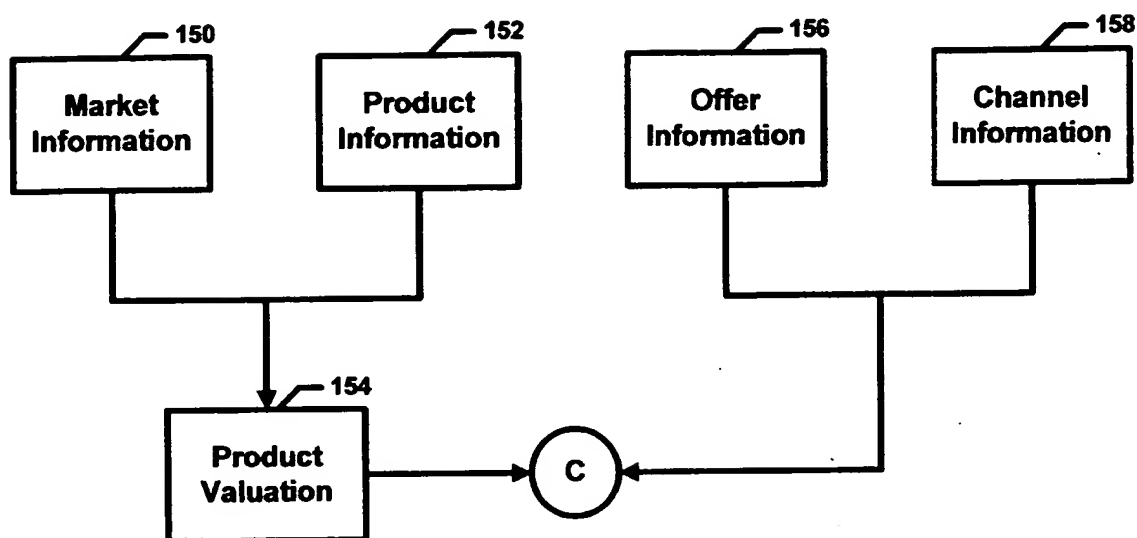 150
152
156
158
Market
Information
Product
Information
Offer
Information
Channel
Information
154
Product
Valuation
C